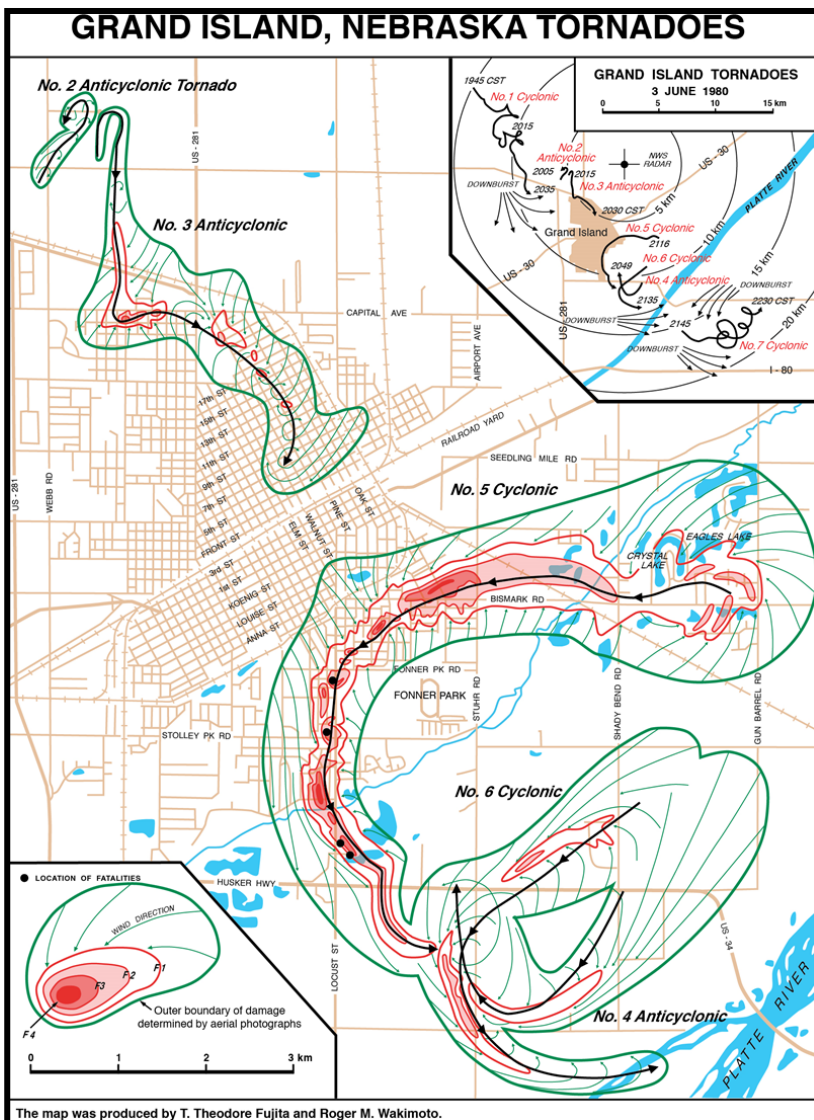 GRAND ISLAND, NEBRASKA TORNADOES
No. 2 Anticyclonic Tornado
No. 3 Anticyclonic
US - 281
US - 281
WEBB RD
CAPITAL AVE
AIRPORT AVE
RAILROAD YARD
SEEDLING MILE RD
17th ST
15th ST
13th ST
11th ST
9th ST
7th ST
5th ST
FRONT ST
3rd ST
1st ST
KOENIG ST
LOUISE ST
ANNA ST
OAK ST
PINE ST
WALNUT ST
ELM ST
No. 5 Cyclonic
EAGLES LAKE
CRYSTAL
LAKE
BISMARK RD
FONNER PK RD
FONNER PARK
STUHR RD
SHADY BEND RD
GUN BARREL RD
STOLLEY PK RD
No. 6 Cyclonic
HUSKER HWY
LOCUST ST
US - 34
No. 4 Anticyclonic
PLATTE RIVER
GRAND ISLAND TORNADOES
3 JUNE 1980
0 5 10 15 km
1945 CST
No.1 Cyclonic
2015
No.2
Anticyclonic
2005
2015
2035
No.3 Anticyclonic
NWS
RADAR
US - 30
PLATTE RIVER
DOWNBURST
2030 CST
5 km
Grand Island
No.5 Cyclonic
2116
10 km
No.6 Cyclonic
2049
No.4 Anticyclonic
15 km
US - 30
US - 281
2135
DOWNBURST
DOWNBURST
2145
2230 CST
20 km
DOWNBURST
No.7 Cyclonic
I - 80
LOCATION OF FATALITIES
WIND DIRECTION
F1
F2
F3
F4
Outer boundary of damage
determined by aerial photographs
0 1 2 3 km
The map was produced by T. Theodore Fujita and Roger M. Wakimoto.